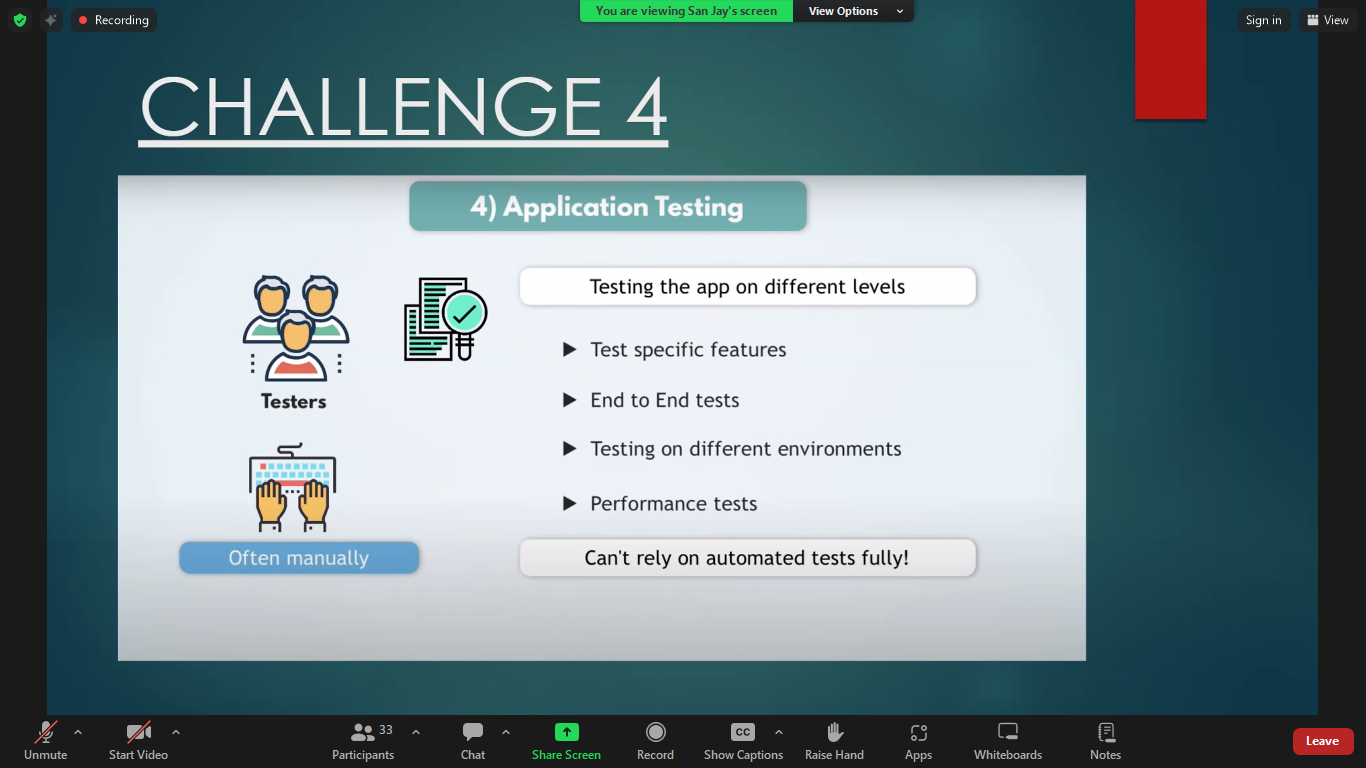 Recording
You are viewing San Jay's screen
View Options
Sign in
View
CHALLENGE 4
4) Application Testing
Testing the app on different levels
Test specific features
End to End tests
Testing on different environments
Performance tests
Can't rely on automated tests fully!
Testers
Often manually
Unmute
Start Video
Participants
33
Chat
Share Screen
Record
CC
Show Captions
Raise Hand
Apps
Whiteboards
Notes
Leave